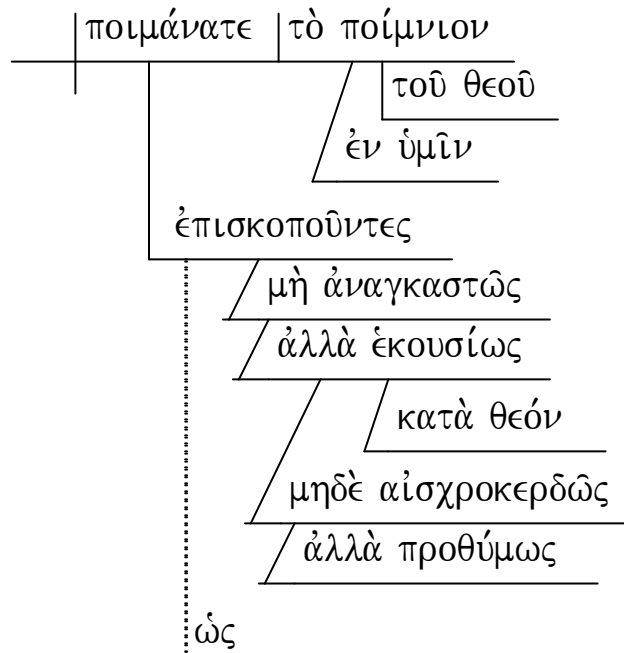 ποιμάνατε τὸ ποίμνιον
τοῦ θεοῦ
ἐν ὑμῖν
ἐπισκοποῦντες
μὴ ἀναγκαστῶς
ἀλλὰ ἑκουσίως
κατὰ θεόν
μηδὲ αἰσχροκερδῶς
ἀλλὰ προθύμως
ὡς